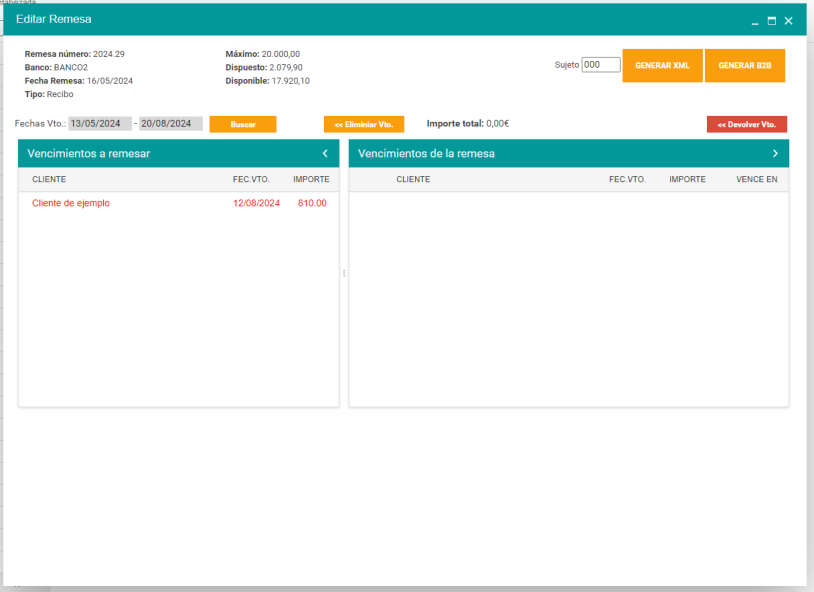 Editar Remesa
Remesa número: 2024.29
Banco: BANCO2
Fecha Remesa: 16/05/2024
Tipo: Recibo
Máximo: 20.000,00
Dispuesto: 2.079,90
Disponible: 17.920,10
Sujeto 000 GENERAR XML GENERAR B2B
Fechas Vto.: 13/05/2024 - 20/08/2024 Buscar << Eliminiar Vto. Importe total: 0,00€ << Devolver Vto.
Vencimientos a remesar
CLIENTE FEC.VTO. IMPORTE
Cliente de ejemplo 12/08/2024 810.00
Vencimientos de la remesa
CLIENTE FEC.VTO. IMPORTE VENCE EN